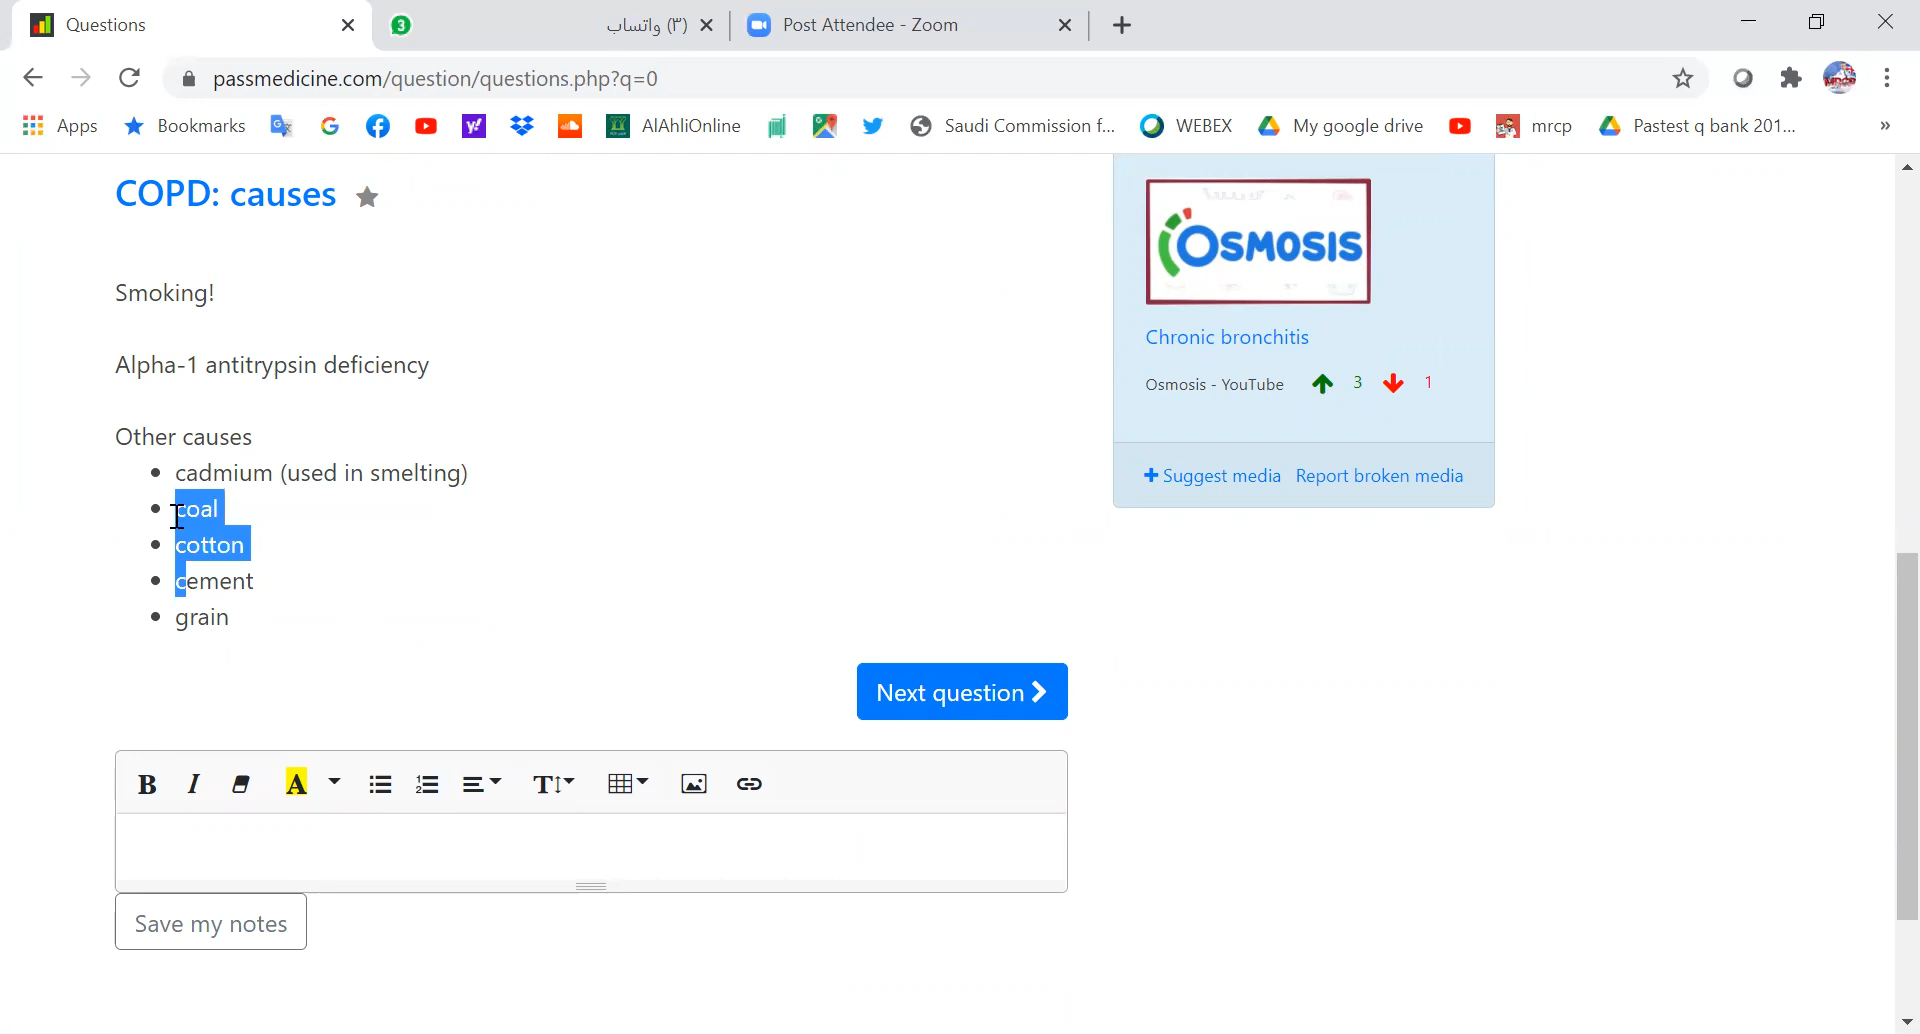 Questions
(٣) واتساب
Post Attendee - Zoom
3
passmedicine.com/question/questions.php?q=0
Apps
Bookmarks
AlAhliOnline
Saudi Commission f...
WEBEX
My google drive
mrcp
Pastest q bank 201...
»
COPD: causes
Smoking!
Alpha-1 antitrypsin deficiency
Other causes
cadmium (used in smelting)
coal
cotton
cement
grain
OSMOSIS
Chronic bronchitis
Osmosis - YouTube 3 1
Suggest media Report broken media
Next question
B I A
T
Save my notes